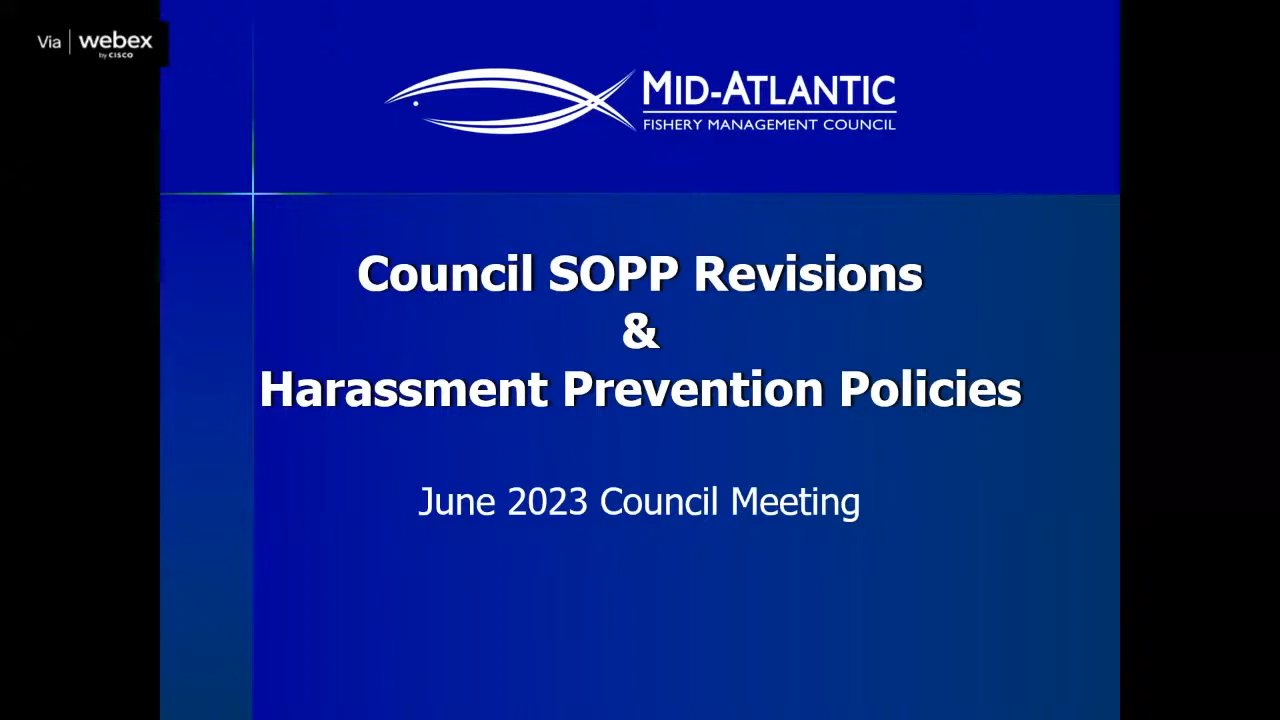 Via webex
by CISCO
MID-ATLANTIC
FISHERY MANAGEMENT COUNCIL
Council SOPP Revisions
&
Harassment Prevention Policies
June 2023 Council Meeting